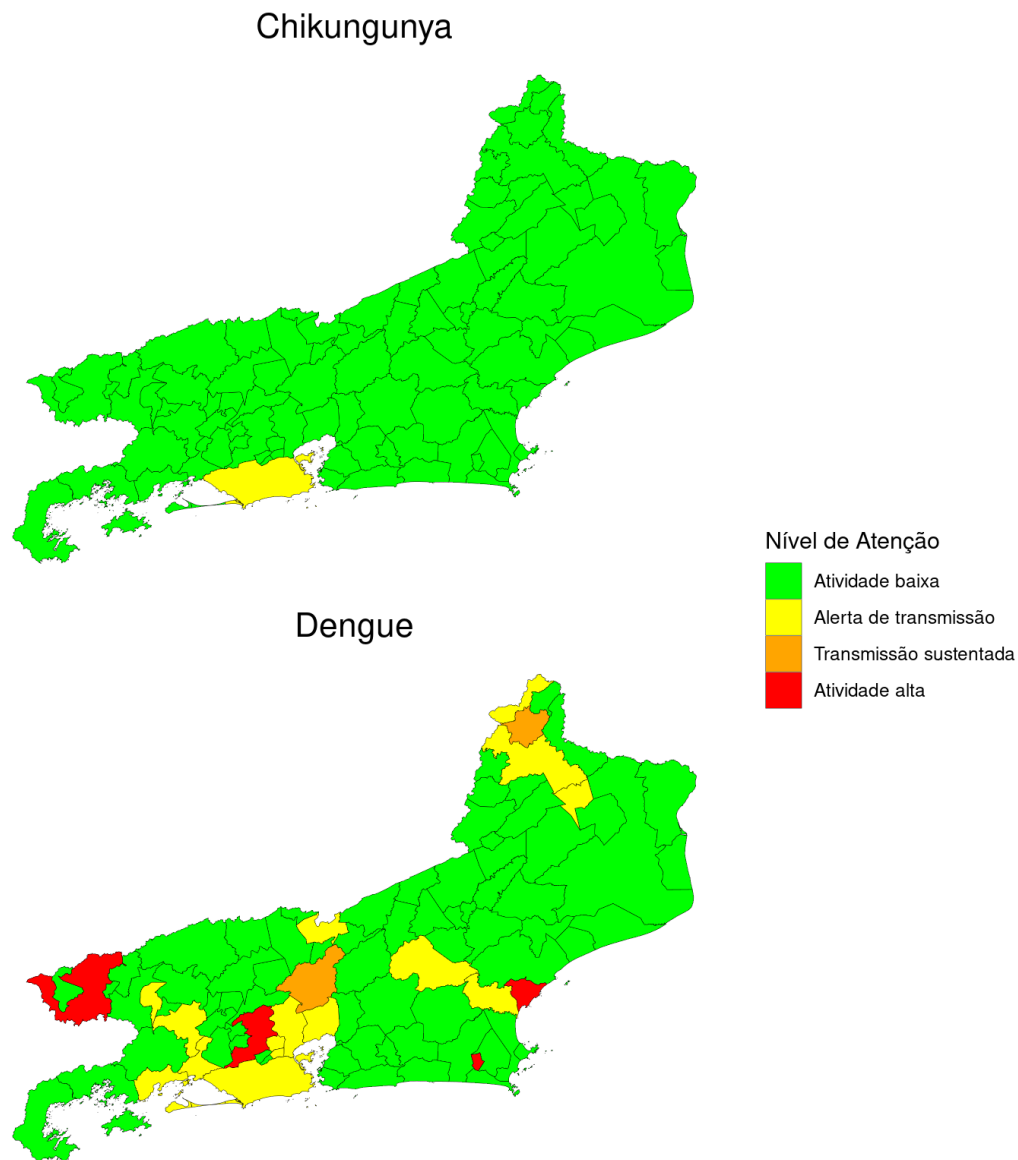 Chikungunya
Nível de Atenção
Atividade baixa
Alerta de transmissão
Transmissão sustentada
Atividade alta
Dengue